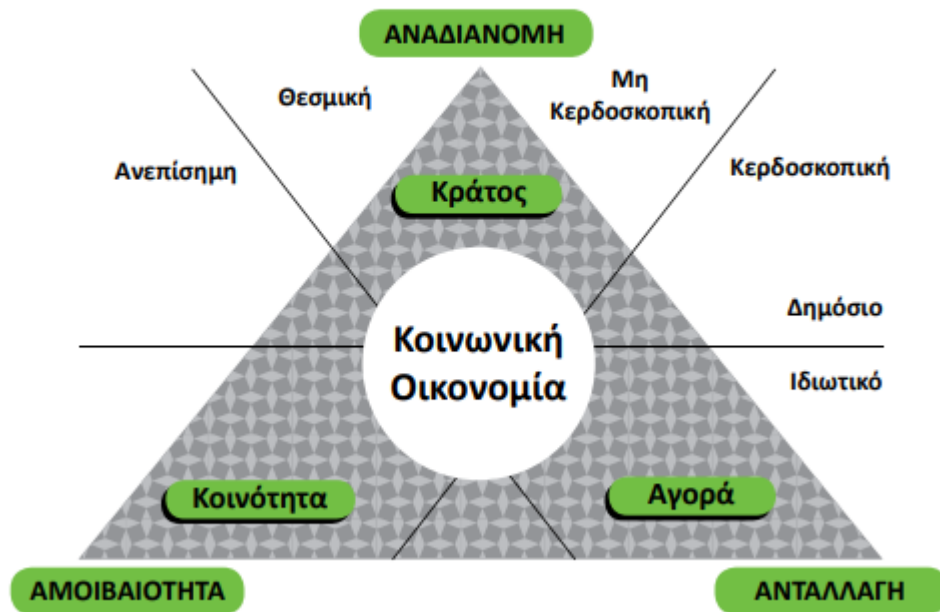 ΑΝΑΔΙΑΝΟΜΗ
Θεσμική
Μη
Κερδοσκοπική
Ανεπίσημη
Κερδοσκοπική
Κράτος
Δημόσιο
Κοινωνική
Οικονομία
Ιδιωτικό
Κοινότητα
Αγορά
ΑΜΟΙΒΑΙΟΤΗΤΑ
ΑΝΤΑΛΛΑΓΗ